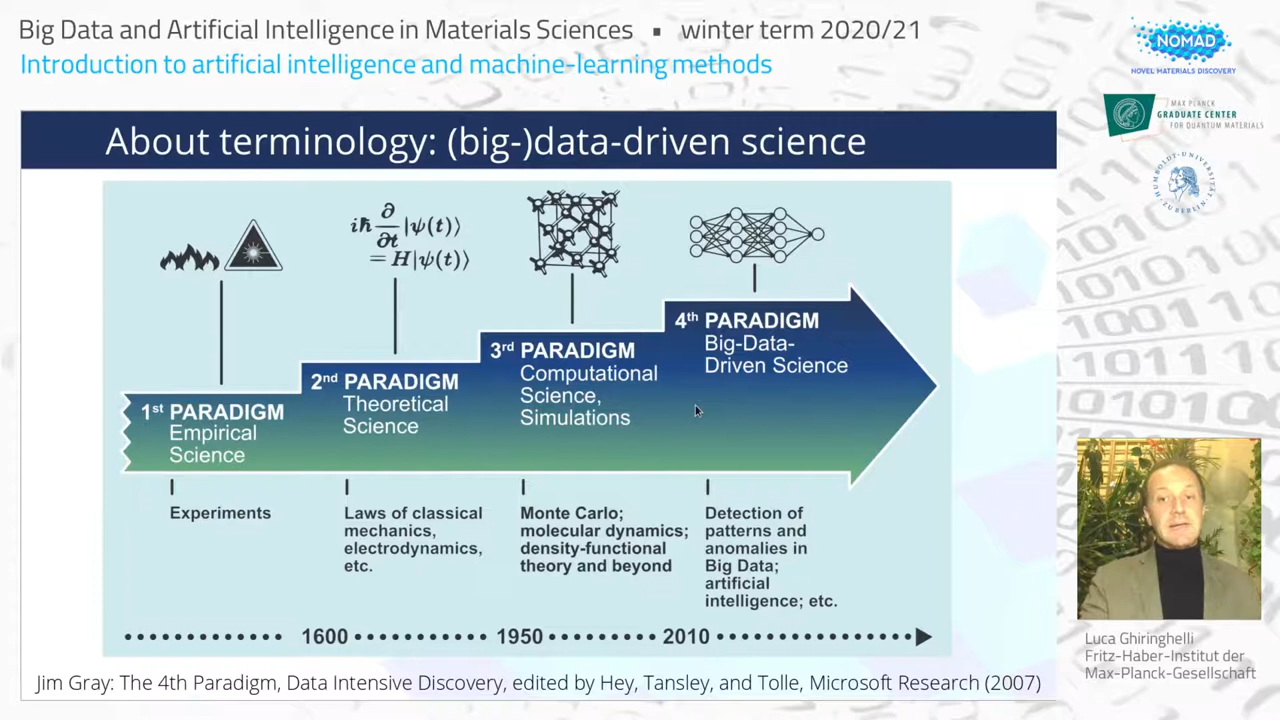 Big Data and Artificial Intelligence in Materials Sciences ▪ winter term 2020/21
Introduction to artificial intelligence and machine-learning methods
NOMAD
NOVEL MATERIALS DISCOVERY
MAX PLANCK
GRADUATE CENTER
FOR QUANTUM MATERIALS
HUMBOLDT-UNIVERSITÄT
ZU BERLIN
About terminology: (big-)data-driven science
iℏ ∂/∂t |ψ(t)⟩
= H|ψ(t)⟩
1st PARADIGM
Empirical
Science
2nd PARADIGM
Theoretical
Science
3rd PARADIGM
Computational
Science,
Simulations
4th PARADIGM
Big-Data-
Driven Science
Experiments
Laws of classical
mechanics,
electrodynamics,
etc.
Monte Carlo;
molecular dynamics;
density-functional
theory and beyond
Detection of
patterns and
anomalies in
Big Data;
artificial
intelligence; etc.
1600
1950
2010
Jim Gray: The 4th Paradigm, Data Intensive Discovery, edited by Hey, Tansley, and Tolle, Microsoft Research (2007)
Luca Ghiringhelli
Fritz-Haber-Institut der
Max-Planck-Gesellschaft